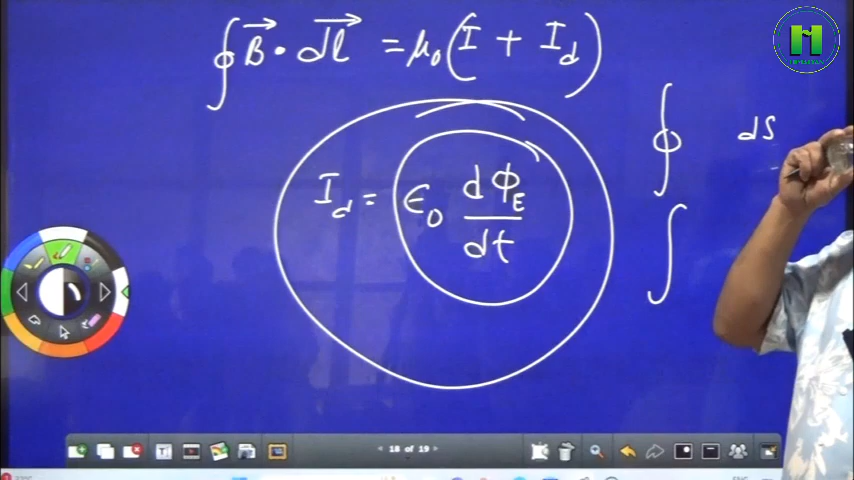 ∮ B⃗ · dl⃗ = μ₀ (I + I_d)
I_d = ε₀ dΦ_E/dt
∮ dS
∫
H
18 of 19